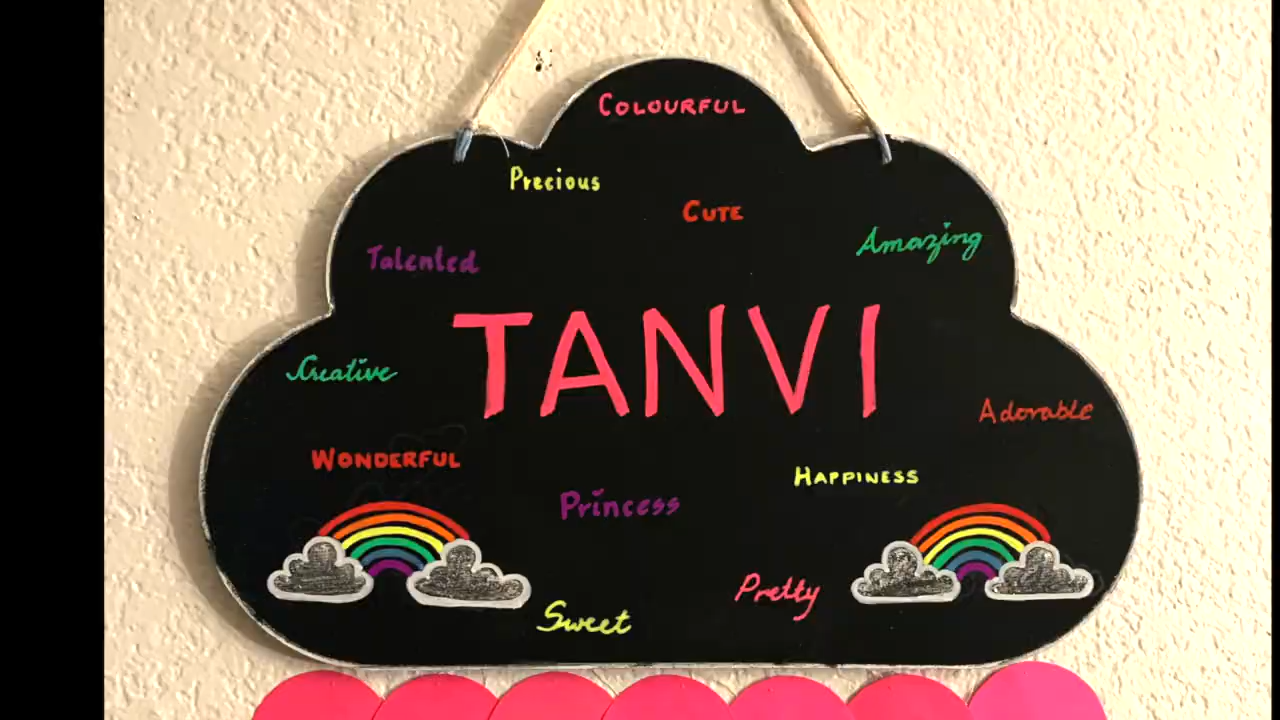 COLOURFUL
Precious
CUTE
Amazing
Talented
TANVI
Creative
Adorable
WONDERFUL
HAPPINESS
Princess
Pretty
Sweet